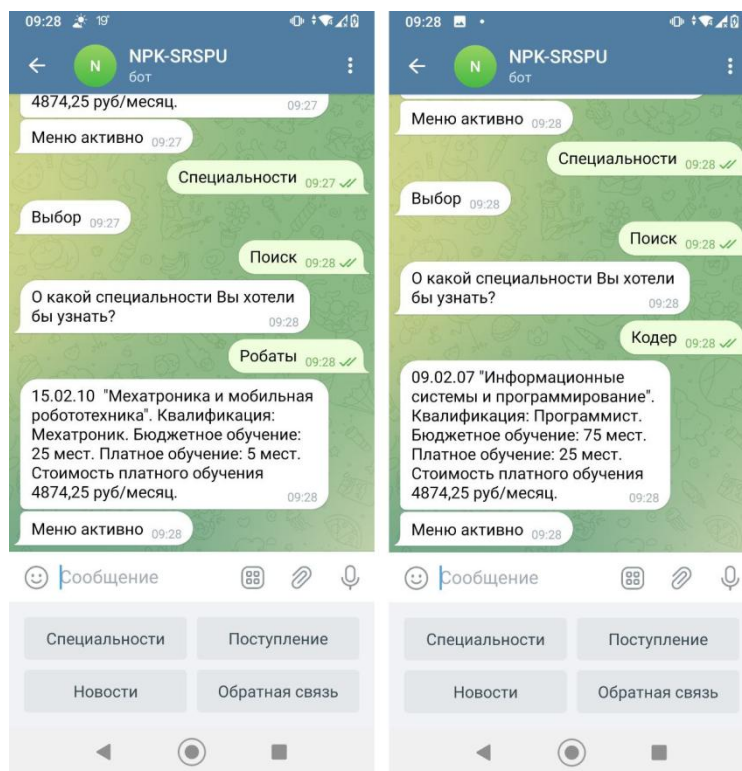 09:28 19°
N NPK-SRSPU
бот
4874,25 руб/месяц. 09:27
Меню активно 09:27
Специальности 09:27
Выбор 09:27
Поиск 09:28
О какой специальности Вы хотели
бы узнать? 09:28
Робаты 09:28
15.02.10 "Мехатроника и мобильная
робототехника". Квалификация:
Мехатроник. Бюджетное обучение:
25 мест. Платное обучение: 5 мест.
Стоимость платного обучения
4874,25 руб/месяц. 09:28
Меню активно 09:28
Сообщение
Специальности Поступление
Новости Обратная связь
09:28
N NPK-SRSPU
бот
Меню активно 09:28
Специальности 09:28
Выбор 09:28
Поиск 09:28
О какой специальности Вы хотели
бы узнать? 09:28
Кодер 09:28
09.02.07 "Информационные
системы и программирование".
Квалификация: Программист.
Бюджетное обучение: 75 мест.
Платное обучение: 25 мест.
Стоимость платного обучения
4874,25 руб/месяц. 09:28
Меню активно 09:28
Сообщение
Специальности Поступление
Новости Обратная связь